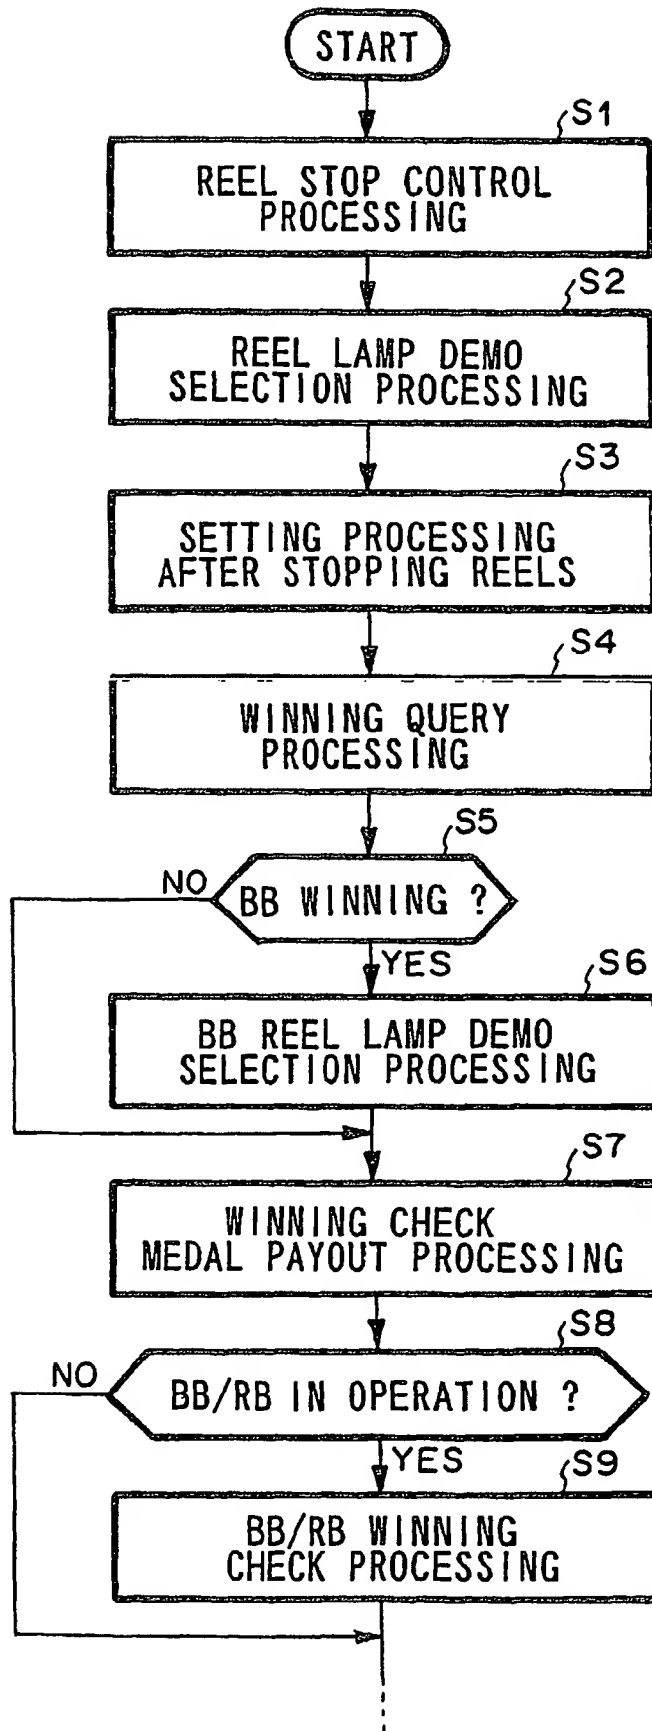 START
S1
REEL STOP CONTROL
PROCESSING
S2
REEL LAMP DEMO
SELECTION PROCESSING
S3
SETTING PROCESSING
AFTER STOPPING REELS
S4
WINNING QUERY
PROCESSING
S5
NO
BB WINNING ?
YES
S6
BB REEL LAMP DEMO
SELECTION PROCESSING
S7
WINNING CHECK
MEDAL PAYOUT PROCESSING
S8
NO
BB/RB IN OPERATION ?
YES
S9
BB/RB WINNING
CHECK PROCESSING